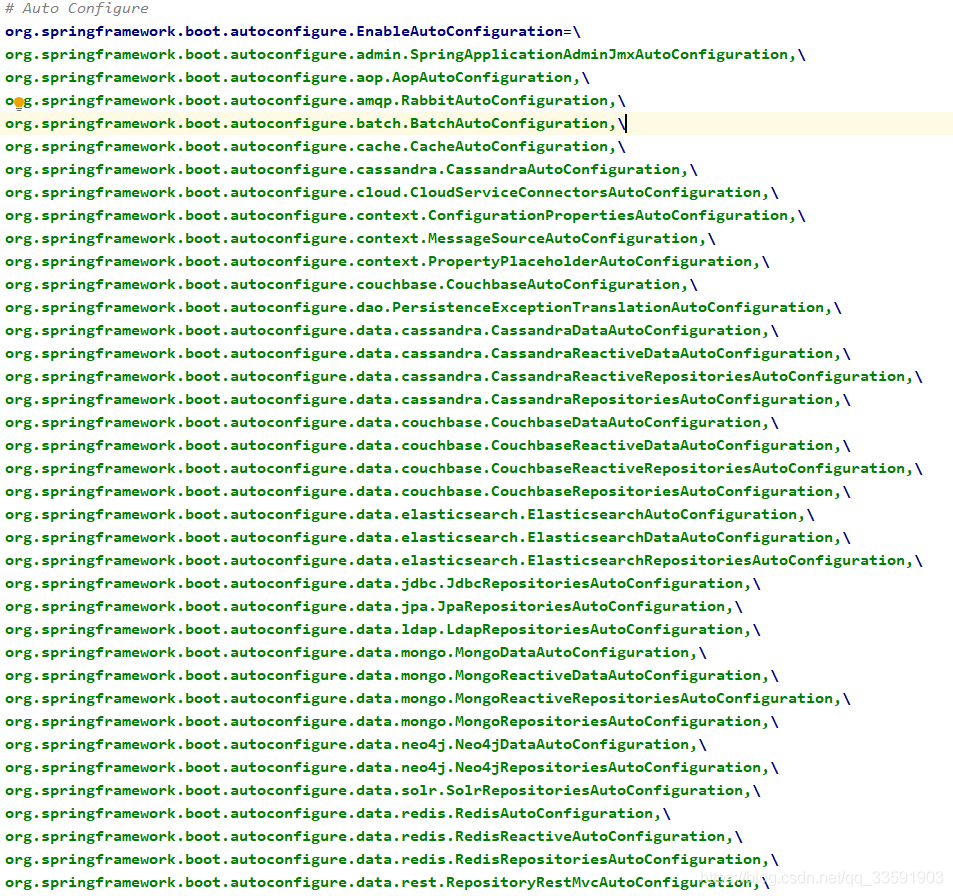 # Auto Configure
org.springframework.boot.autoconfigure.EnableAutoConfiguration=\
org.springframework.boot.autoconfigure.admin.SpringApplicationAdminJmxAutoConfiguration,\
org.springframework.boot.autoconfigure.aop.AopAutoConfiguration,\
org.springframework.boot.autoconfigure.amqp.RabbitAutoConfiguration,\
org.springframework.boot.autoconfigure.batch.BatchAutoConfiguration,\
org.springframework.boot.autoconfigure.cache.CacheAutoConfiguration,\
org.springframework.boot.autoconfigure.cassandra.CassandraAutoConfiguration,\
org.springframework.boot.autoconfigure.cloud.CloudServiceConnectorsAutoConfiguration,\
org.springframework.boot.autoconfigure.context.ConfigurationPropertiesAutoConfiguration,\
org.springframework.boot.autoconfigure.context.MessageSourceAutoConfiguration,\
org.springframework.boot.autoconfigure.context.PropertyPlaceholderAutoConfiguration,\
org.springframework.boot.autoconfigure.couchbase.CouchbaseAutoConfiguration,\
org.springframework.boot.autoconfigure.dao.PersistenceExceptionTranslationAutoConfiguration,\
org.springframework.boot.autoconfigure.data.cassandra.CassandraDataAutoConfiguration,\
org.springframework.boot.autoconfigure.data.cassandra.CassandraReactiveDataAutoConfiguration,\
org.springframework.boot.autoconfigure.data.cassandra.CassandraReactiveRepositoriesAutoConfiguration,\
org.springframework.boot.autoconfigure.data.cassandra.CassandraRepositoriesAutoConfiguration,\
org.springframework.boot.autoconfigure.data.couchbase.CouchbaseDataAutoConfiguration,\
org.springframework.boot.autoconfigure.data.couchbase.CouchbaseReactiveDataAutoConfiguration,\
org.springframework.boot.autoconfigure.data.couchbase.CouchbaseReactiveRepositoriesAutoConfiguration,\
org.springframework.boot.autoconfigure.data.couchbase.CouchbaseRepositoriesAutoConfiguration,\
org.springframework.boot.autoconfigure.data.elasticsearch.ElasticsearchAutoConfiguration,\
org.springframework.boot.autoconfigure.data.elasticsearch.ElasticsearchDataAutoConfiguration,\
org.springframework.boot.autoconfigure.data.elasticsearch.ElasticsearchRepositoriesAutoConfiguration,\
org.springframework.boot.autoconfigure.data.jdbc.JdbcRepositoriesAutoConfiguration,\
org.springframework.boot.autoconfigure.data.jpa.JpaRepositoriesAutoConfiguration,\
org.springframework.boot.autoconfigure.data.ldap.LdapRepositoriesAutoConfiguration,\
org.springframework.boot.autoconfigure.data.mongo.MongoDataAutoConfiguration,\
org.springframework.boot.autoconfigure.data.mongo.MongoReactiveDataAutoConfiguration,\
org.springframework.boot.autoconfigure.data.mongo.MongoReactiveRepositoriesAutoConfiguration,\
org.springframework.boot.autoconfigure.data.mongo.MongoRepositoriesAutoConfiguration,\
org.springframework.boot.autoconfigure.data.neo4j.Neo4jDataAutoConfiguration,\
org.springframework.boot.autoconfigure.data.neo4j.Neo4jRepositoriesAutoConfiguration,\
org.springframework.boot.autoconfigure.data.solr.SolrRepositoriesAutoConfiguration,\
org.springframework.boot.autoconfigure.data.redis.RedisAutoConfiguration,\
org.springframework.boot.autoconfigure.data.redis.RedisReactiveAutoConfiguration,\
org.springframework.boot.autoconfigure.data.redis.RedisRepositoriesAutoConfiguration,\
org.springframework.boot.autoconfigure.data.rest.RepositoryRestMvcAutoConfiguration,\
https://blog.csdn.net/qq_33591903